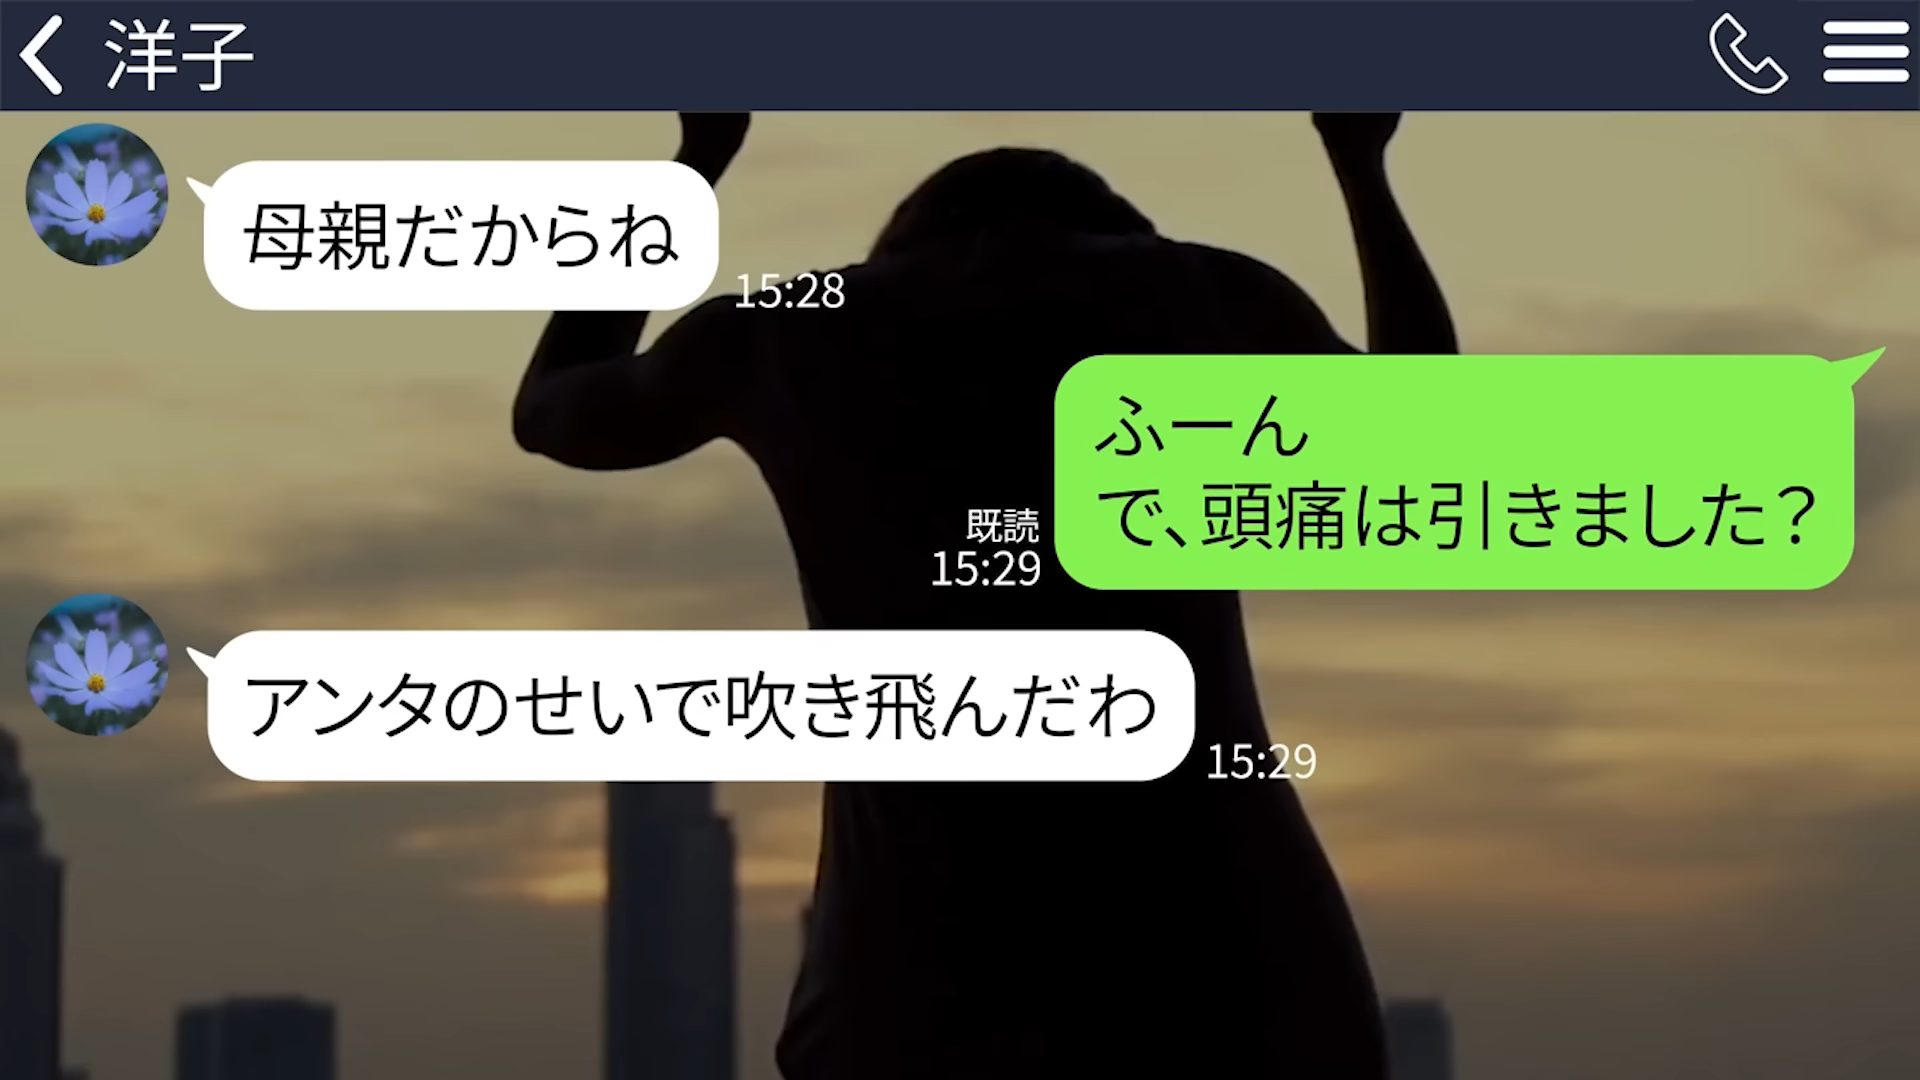 洋子
母親だからね
15:28
ふーん
で、頭痛は引きました？
既読
15:29
アンタのせいで吹き飛んだわ
15:29